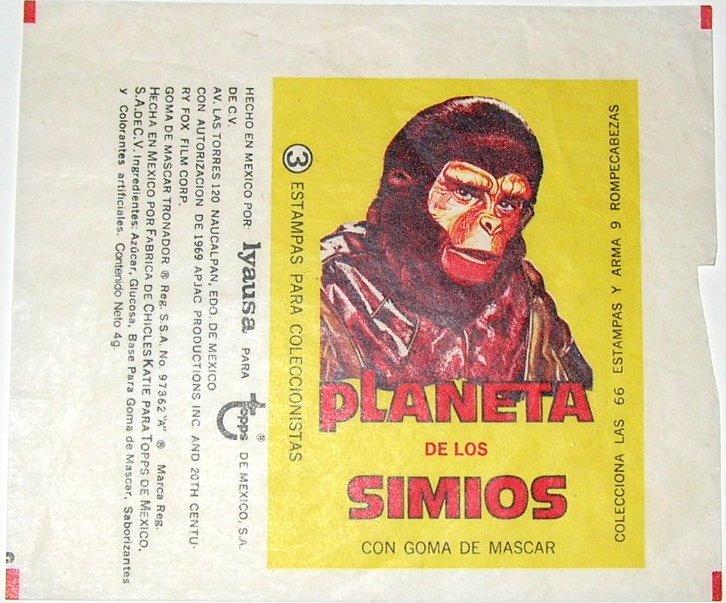 ③ ESTAMPAS PARA COLECCIONISTAS
PLANETA
DE LOS
SIMIOS
CON GOMA DE MASCAR
COLECCIONA LAS 66 ESTAMPAS Y ARMA 9 ROMPECABEZAS
HECHO EN MEXICO POR lyausa PARA Topps® DE MEXICO, S.A.
DE C.V.
AV. LAS TORRES 120 NAUCALPAN, EDO. DE MEXICO
CON AUTORIZACION DE 1969 APJAC PRODUCTIONS INC. AND 20TH CENTU-
RY FOX FILM CORP.
GOMA DE MASCAR TRONADOR ® Reg. S.S.A. No. 97362 "A" ® Marca Reg.
HECHA EN MEXICO POR FABRICA DE CHICLES KATIE PARA TOPPS DE MEXICO,
S.A. DE C.V. Ingredientes: Azúcar, Glucosa, Base Para Goma de Mascar, Saborizantes
y Colorantes artificiales. Contenido Neto 4g.